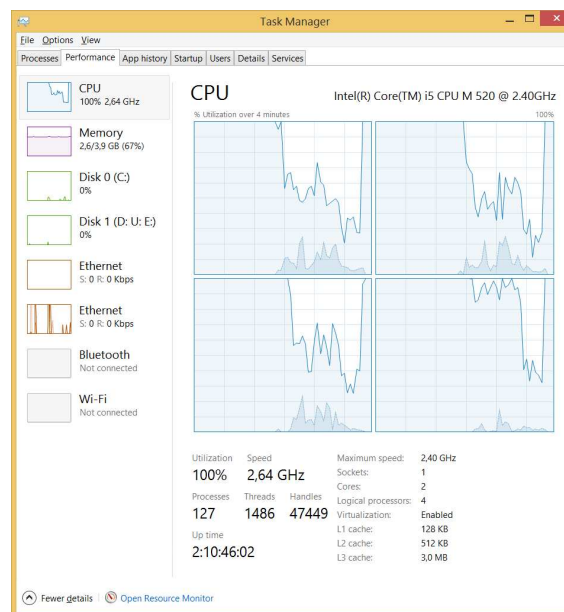 Task Manager
File Options View
Processes Performance App history Startup Users Details Services
CPU
100% 2,64 GHz
Memory
2,6/3,9 GB (67%)
Disk 0 (C:)
0%
Disk 1 (D: U: E:)
0%
Ethernet
S: 0 R: 0 Kbps
Ethernet
S: 0 R: 0 Kbps
Bluetooth
Not connected
Wi-Fi
Not connected
CPU Intel(R) Core(TM) i5 CPU M 520 @ 2.40GHz
% Utilization over 4 minutes 100%
Utilization Speed
100% 2,64 GHz
Processes Threads Handles
127 1486 47449
Up time
2:10:46:02
Maximum speed: 2,40 GHz
Sockets: 1
Cores: 2
Logical processors: 4
Virtualization: Enabled
L1 cache: 128 KB
L2 cache: 512 KB
L3 cache: 3,0 MB
Fewer details Open Resource Monitor